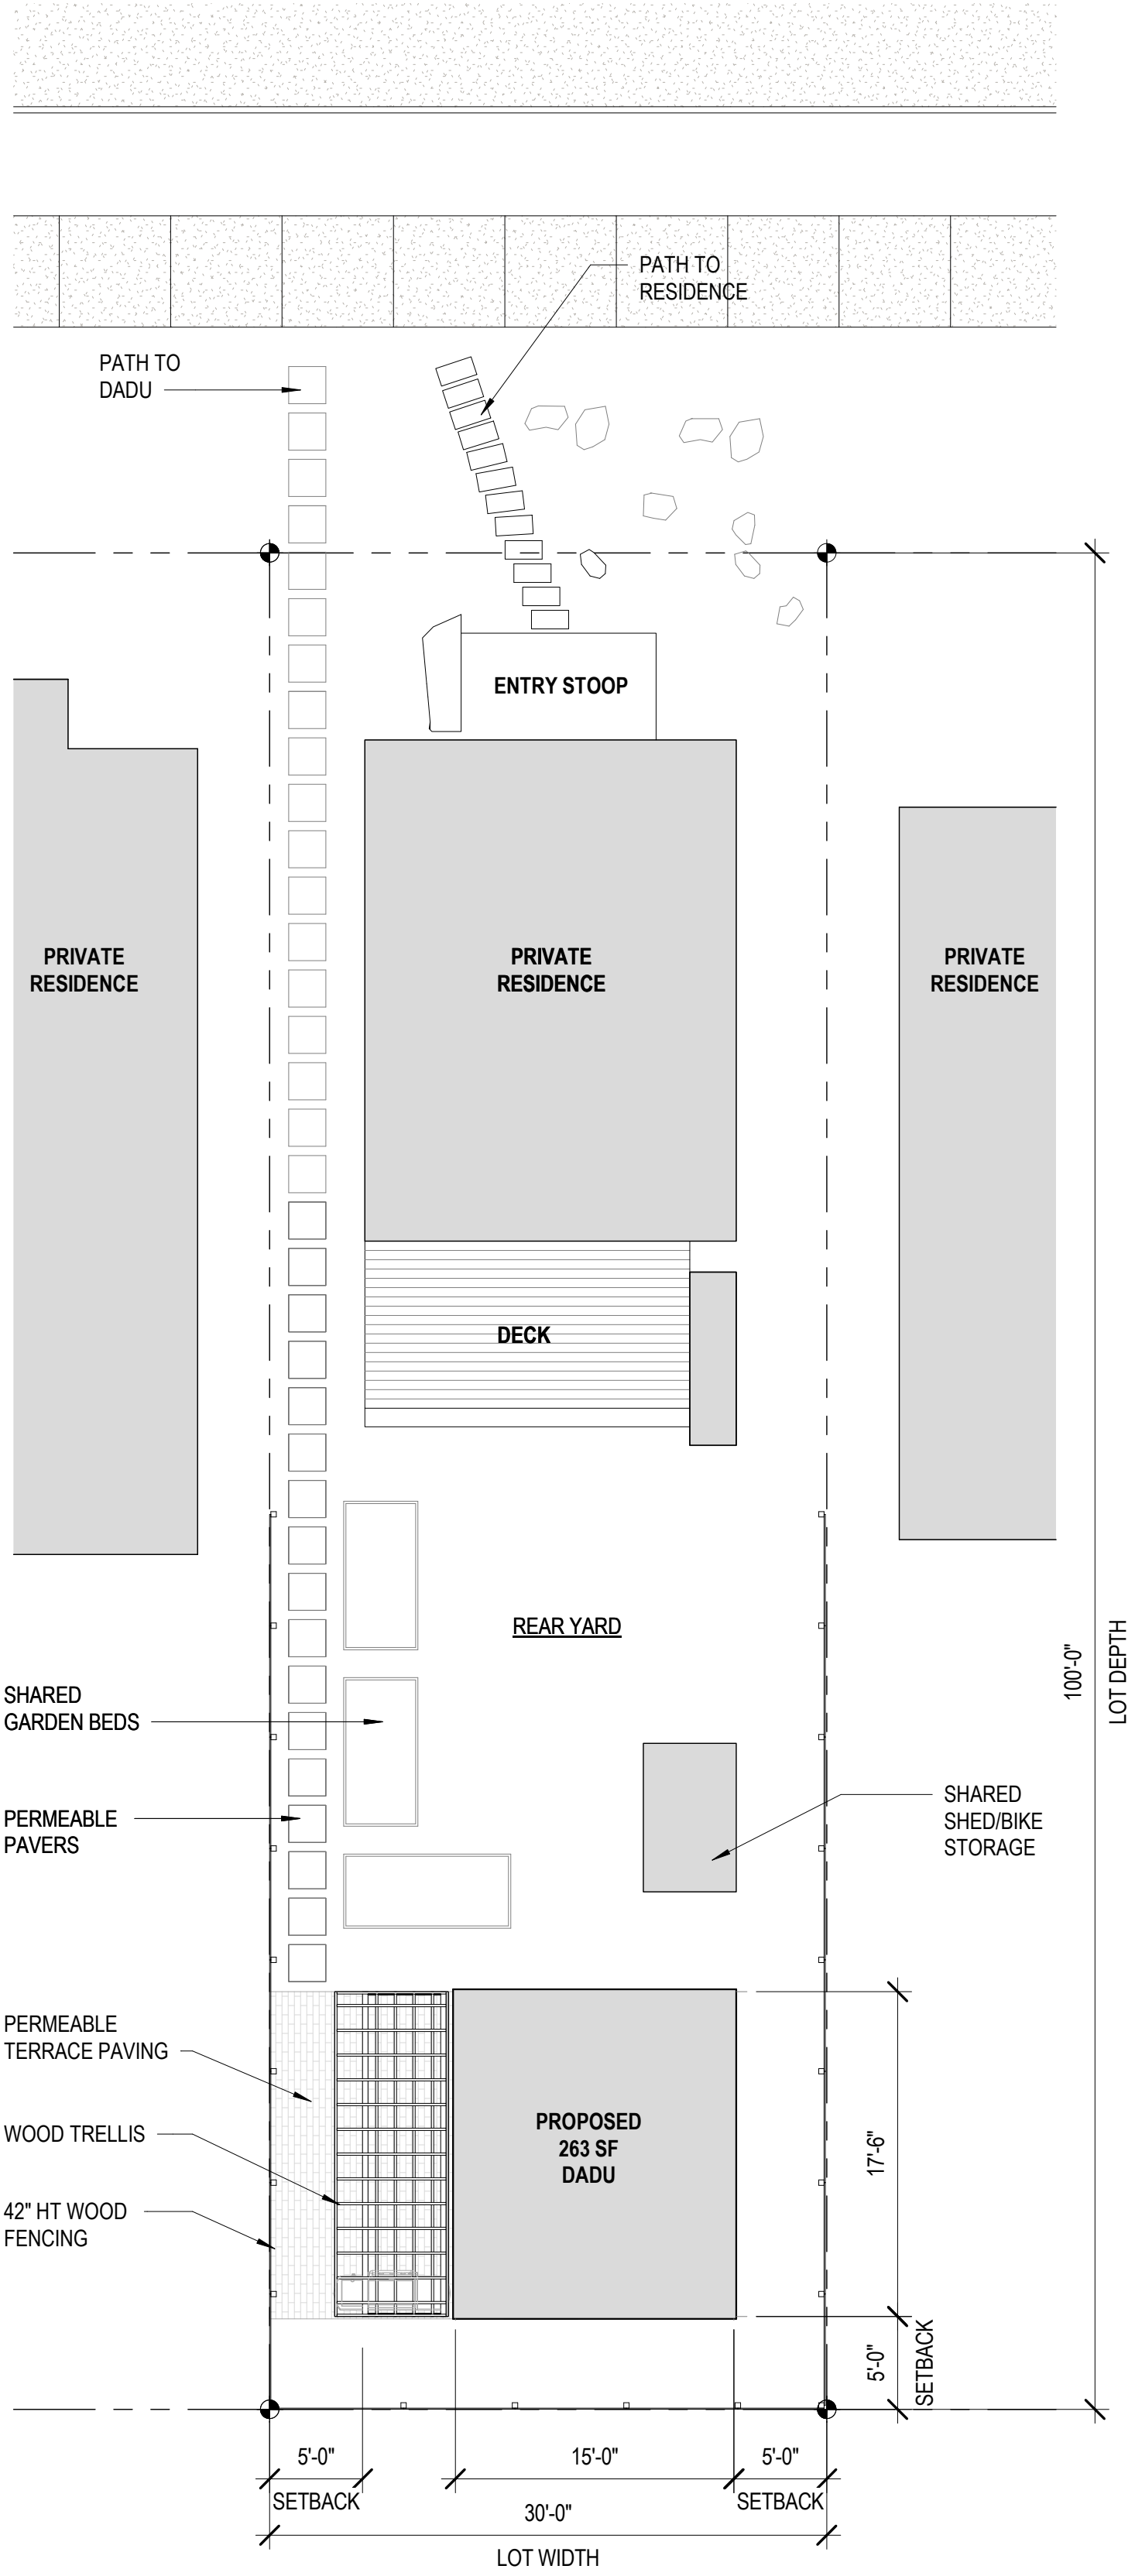 PATH TO
RESIDENCE
PATH TO
DADU
ENTRY STOOP
PRIVATE
RESIDENCE
PRIVATE
RESIDENCE
PRIVATE
RESIDENCE
DECK
REAR YARD
100'-0"
LOT DEPTH
SHARED
GARDEN BEDS
PERMEABLE
PAVERS
SHARED
SHED/BIKE
STORAGE
PERMEABLE
TERRACE PAVING
WOOD TRELLIS
42" HT WOOD
FENCING
PROPOSED
263 SF
DADU
17'-6"
5'-0"
SETBACK
5'-0"
SETBACK
15'-0"
5'-0"
SETBACK
30'-0"
LOT WIDTH